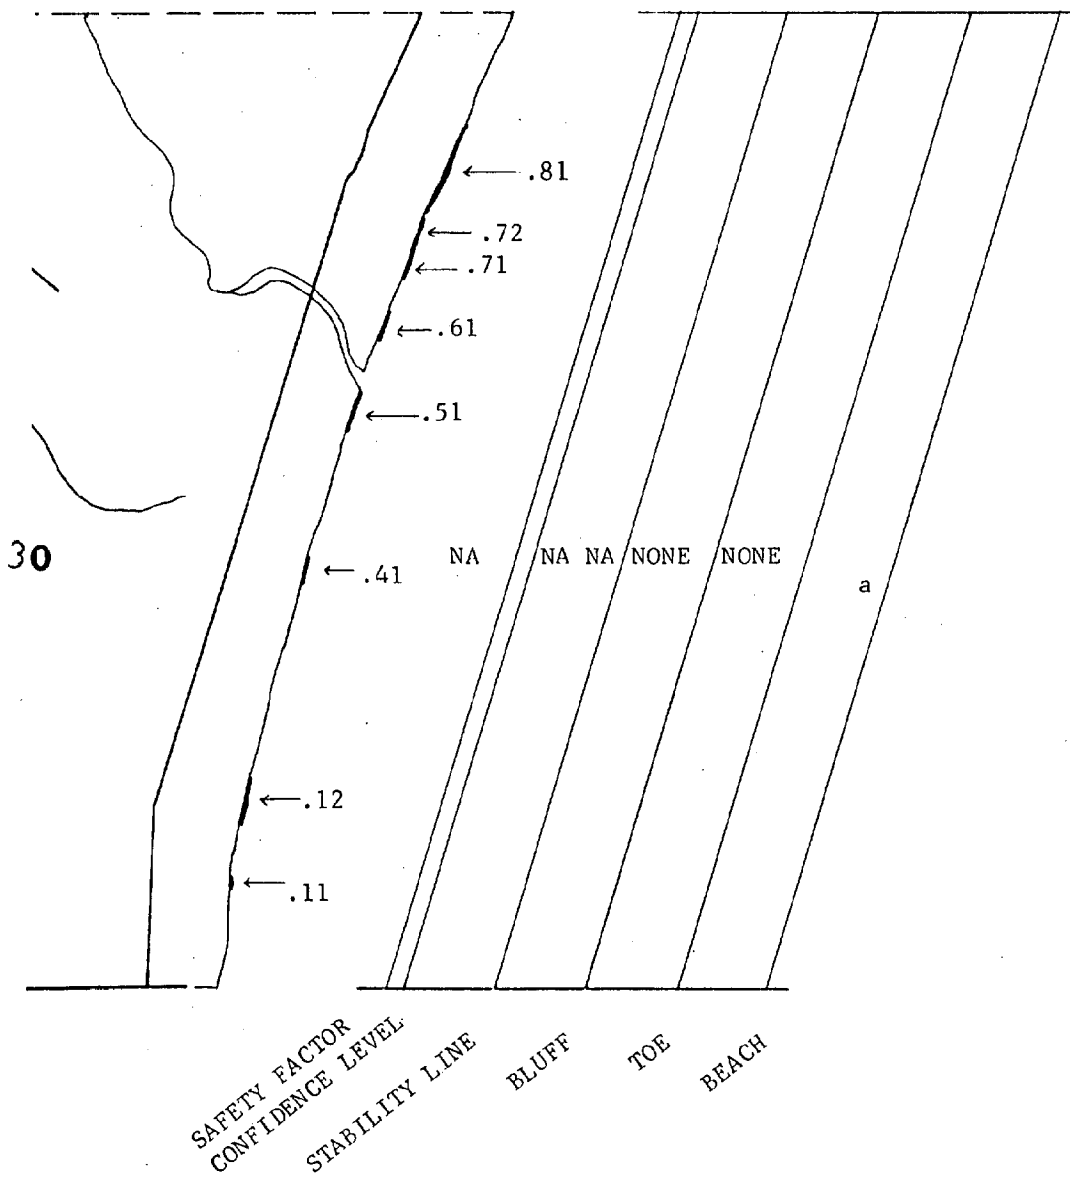 .81
.72
.71
.61
.51
30
.41
NA NA NA NONE NONE
a
.12
.11
SAFETY FACTOR
CONFIDENCE LEVEL
STABILITY LINE
BLUFF
TOE
BEACH